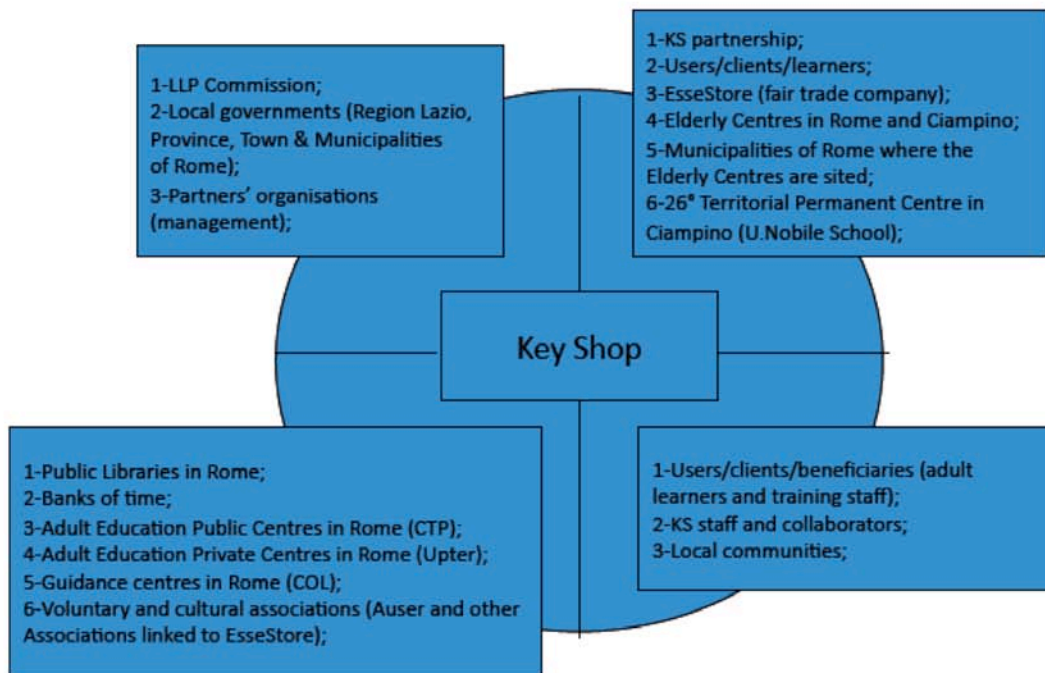 1-LLP Commission;
2-Local governments (Region Lazio,
Province, Town & Municipalities
of Rome);
3-Partners' organisations
(management);
1-KS partnership;
2-Users/clients/learners;
3-EsseStore (fair trade company);
4-Elderly Centres in Rome and Ciampino;
5-Municipalities of Rome where the
Elderly Centres are sited;
6-26° Territorial Permanent Centre in
Ciampino (U.Nobile School);
Key Shop
1-Public Libraries in Rome;
2-Banks of time;
3-Adult Education Public Centres in Rome (CTP);
4-Adult Education Private Centres in Rome (Upter);
5-Guidance centres in Rome (COL);
6-Voluntary and cultural associations (Auser and other
Associations linked to EsseStore);
1-Users/clients/beneficiaries (adult
learners and training staff);
2-KS staff and collaborators;
3-Local communities;